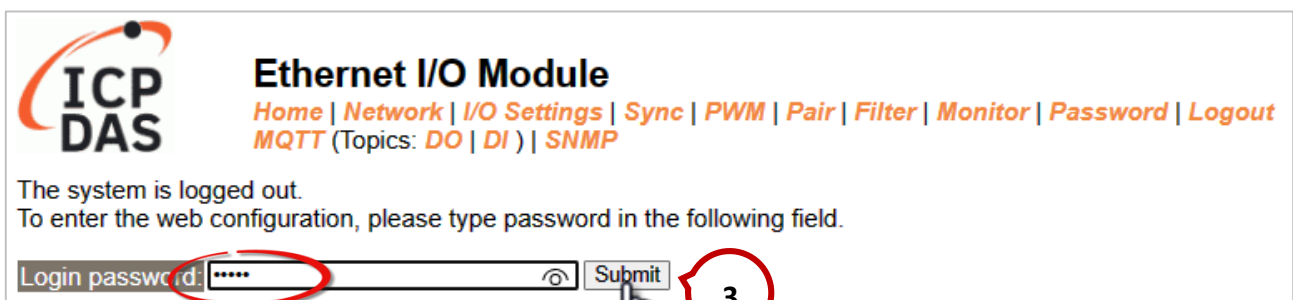 ICP
DAS
Ethernet I/O Module
Home | Network | I/O Settings | Sync | PWM | Pair | Filter | Monitor | Password | Logout
MQTT (Topics: DO | DI ) | SNMP
The system is logged out.
To enter the web configuration, please type password in the following field.
Login password: ••••• Submit
3